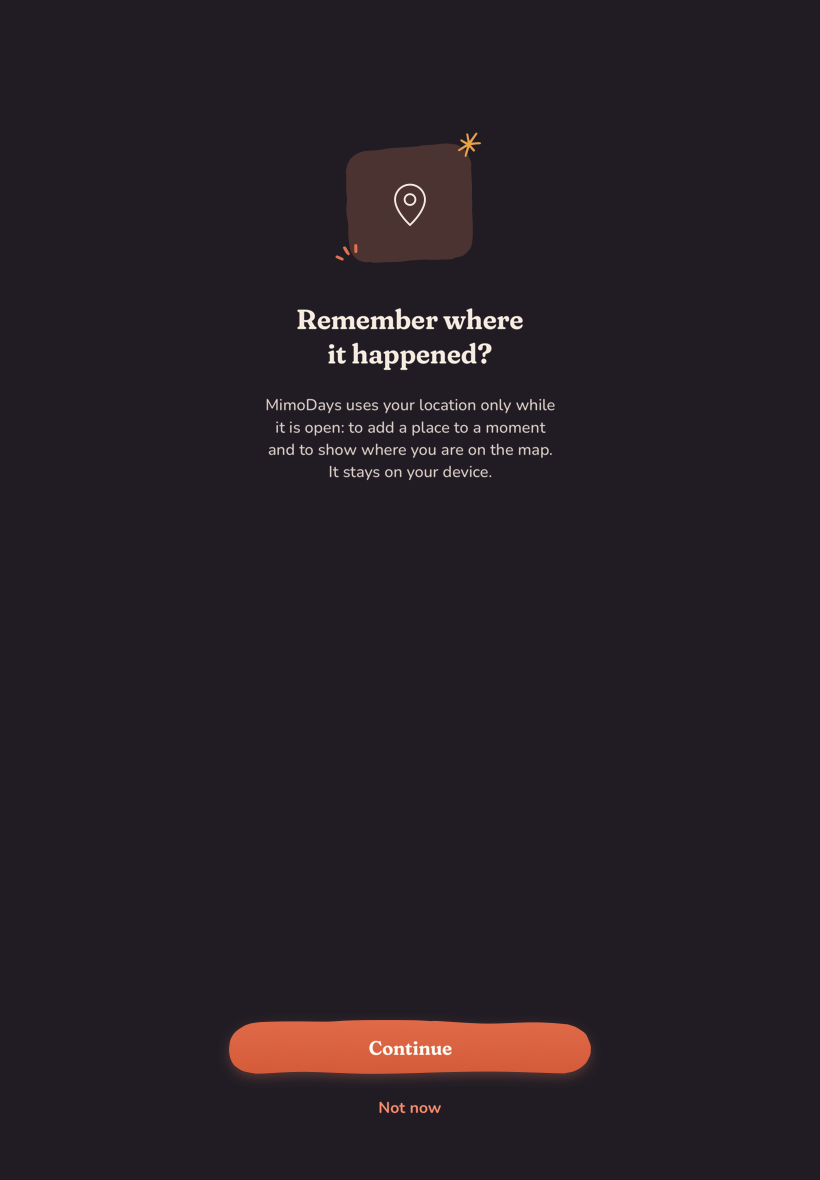 Remember where
it happened?
MimoDays uses your location only while
it is open: to add a place to a moment
and to show where you are on the map.
It stays on your device.
Continue
Not now